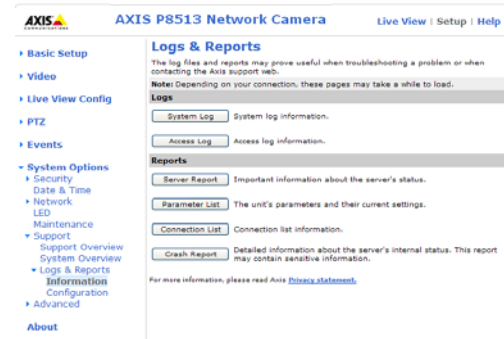 AXIS
COMMUNICATIONS
AXIS P8513 Network Camera
Live View | Setup | Help
Basic Setup
Video
Live View Config
PTZ
Events
System Options
Security
Date & Time
Network
LED
Maintenance
Support
Support Overview
System Overview
Logs & Reports
Information
Configuration
Advanced
About
Logs & Reports
The log files and reports may prove useful when troubleshooting a problem or when
contacting the Axis support web.
Note: Depending on your connection, these pages may take a while to load.
Logs
System Log System log information.
Access Log Access log information.
Reports
Server Report Important information about the server's status.
Parameter List The unit's parameters and their current settings.
Connection List Connection list information.
Crash Report Detailed information about the server's internal status. This report
may contain sensitive information.
For more information, please read Axis Privacy statement.